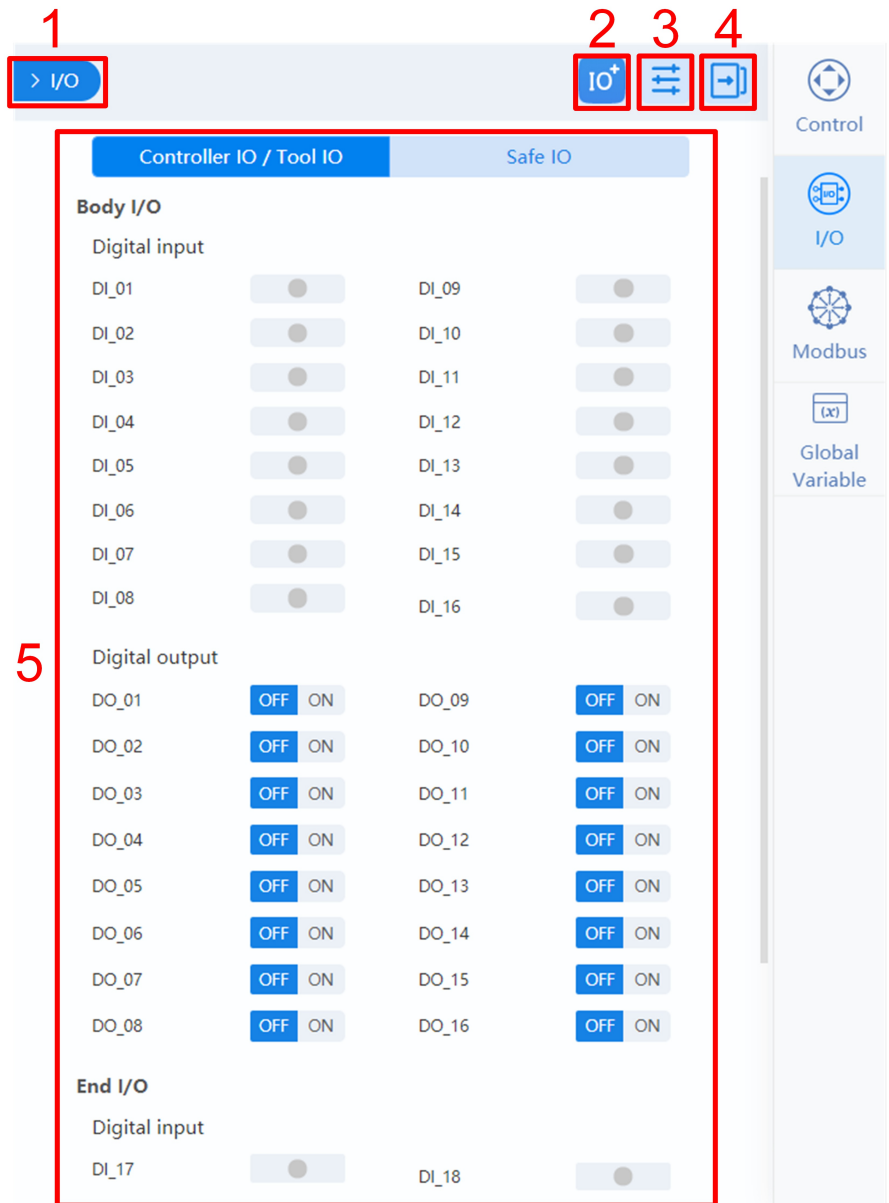 1 2 3 4
> I/O IO+
Control
Controller IO / Tool IO Safe IO
Body I/O
I/O
I/O
Digital input
DI_01 DI_09
DI_02 DI_10
Modbus
DI_03 DI_11
(x)
DI_04 DI_12
Global
Variable
DI_05 DI_13
DI_06 DI_14
DI_07 DI_15
DI_08 DI_16
5
Digital output
DO_01 OFF ON DO_09 OFF ON
DO_02 OFF ON DO_10 OFF ON
DO_03 OFF ON DO_11 OFF ON
DO_04 OFF ON DO_12 OFF ON
DO_05 OFF ON DO_13 OFF ON
DO_06 OFF ON DO_14 OFF ON
DO_07 OFF ON DO_15 OFF ON
DO_08 OFF ON DO_16 OFF ON
End I/O
Digital input
DI_17 DI_18